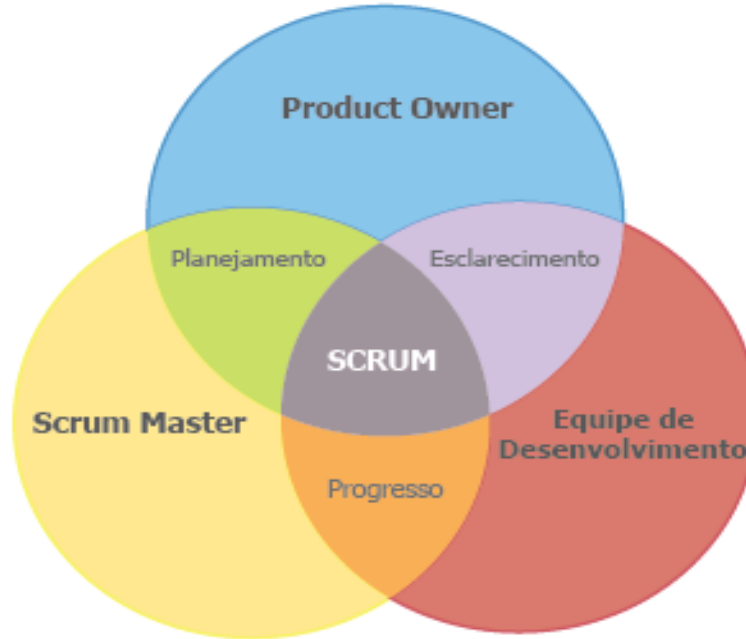 Product Owner
Planejamento
Esclarecimento
SCRUM
Scrum Master
Equipe de
Desenvolvimento
Progresso